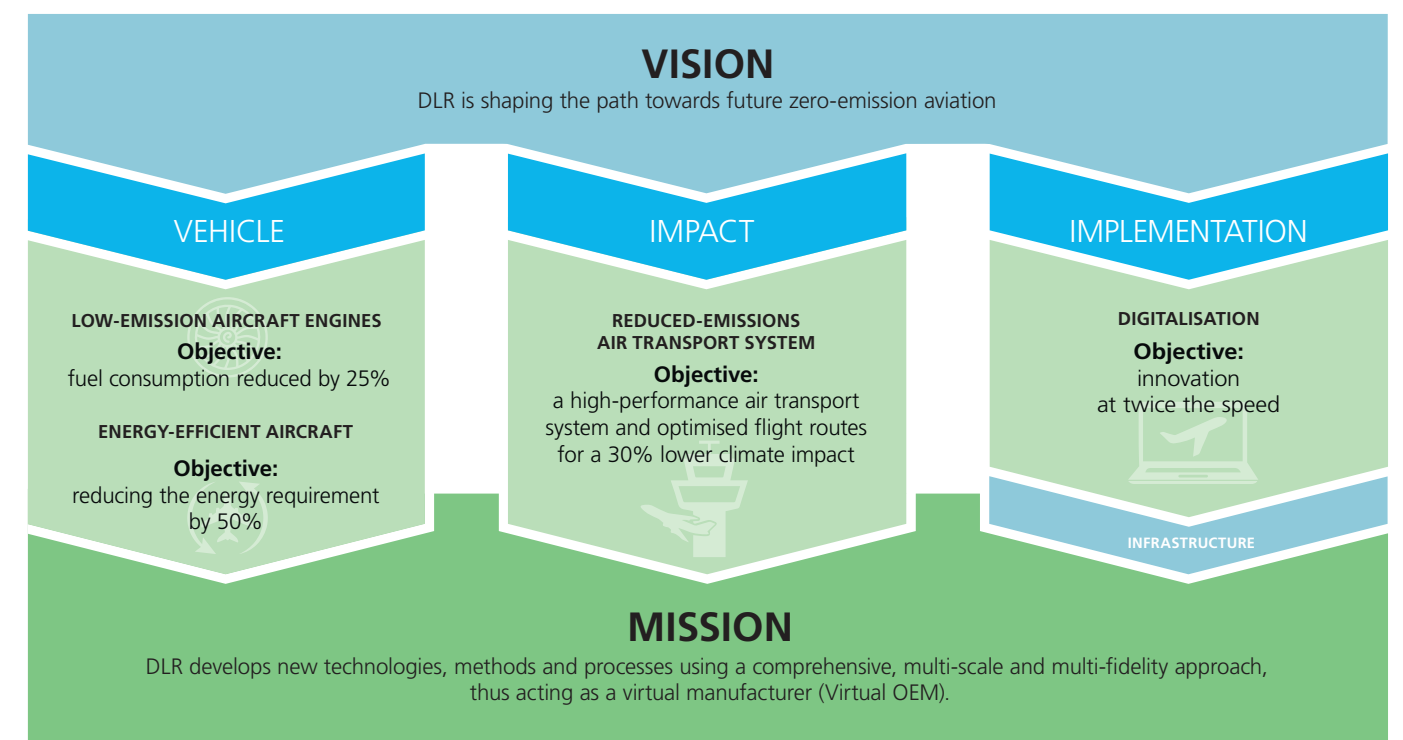 VISION
DLR is shaping the path towards future zero-emission aviation
VEHICLE
LOW-EMISSION AIRCRAFT ENGINES
Objective:
fuel consumption reduced by 25%
ENERGY-EFFICIENT AIRCRAFT
Objective:
reducing the energy requirement
by 50%
IMPACT
REDUCED-EMISSIONS
AIR TRANSPORT SYSTEM
Objective:
a high-performance air transport
system and optimised flight routes
for a 30% lower climate impact
IMPLEMENTATION
DIGITALISATION
Objective:
innovation
at twice the speed
INFRASTRUCTURE
MISSION
DLR develops new technologies, methods and processes using a comprehensive, multi-scale and multi-fidelity approach,
thus acting as a virtual manufacturer (Virtual OEM).